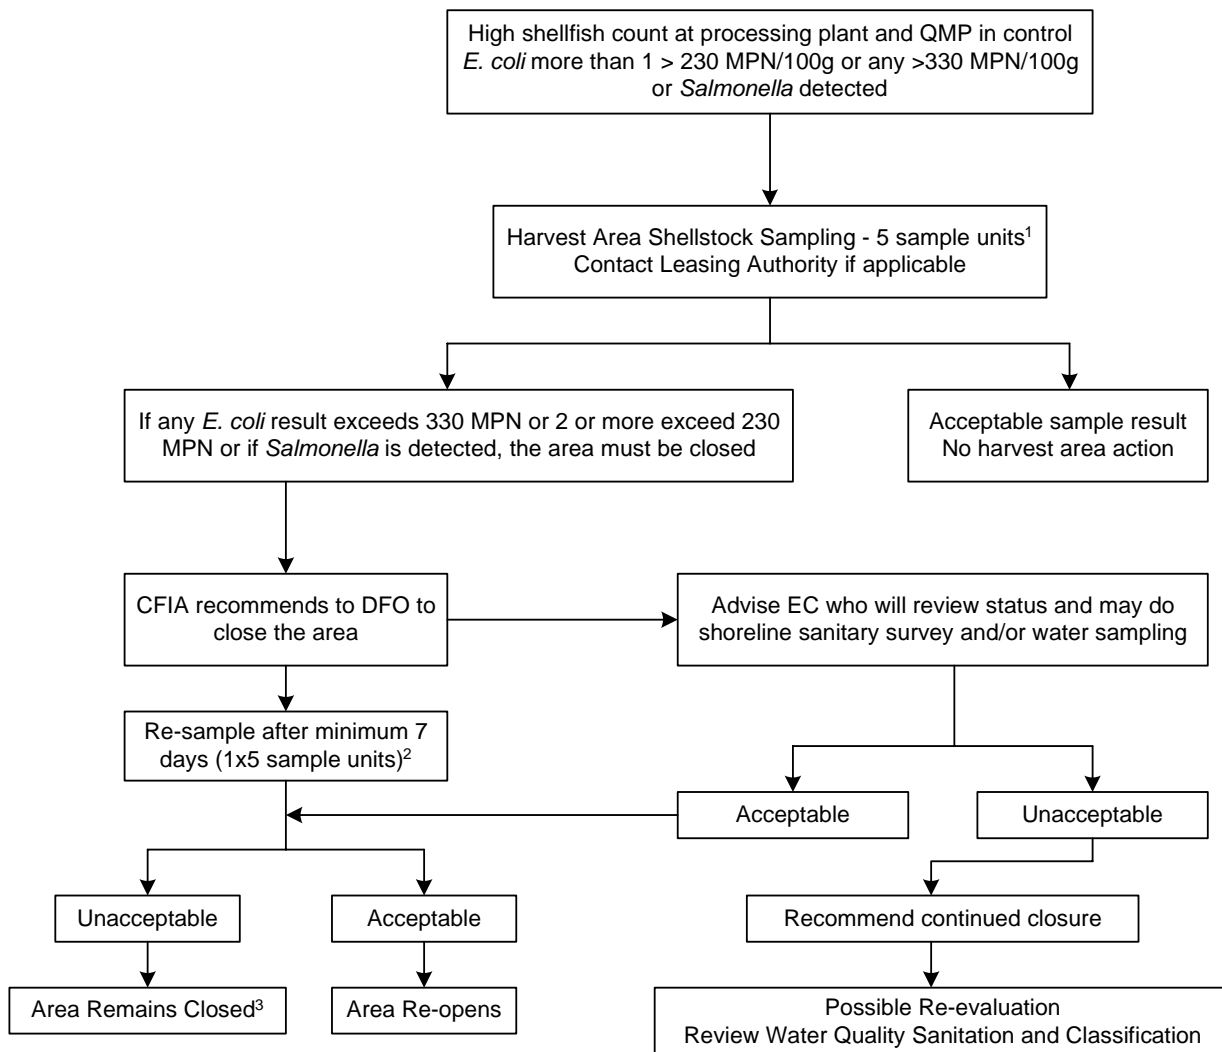 High shellfish count at processing plant and QMP in control
E. coli more than 1 > 230 MPN/100g or any >330 MPN/100g
or Salmonella detected
Harvest Area Shellstock Sampling - 5 sample units¹
Contact Leasing Authority if applicable
If any E. coli result exceeds 330 MPN or 2 or more exceed 230
MPN or if Salmonella is detected, the area must be closed
Acceptable sample result
No harvest area action
CFIA recommends to DFO to
close the area
Advise EC who will review status and may do
shoreline sanitary survey and/or water sampling
Re-sample after minimum 7
days (1x5 sample units)²
Acceptable
Unacceptable
Unacceptable
Acceptable
Recommend continued closure
Area Remains Closed³
Area Re-opens
Possible Re-evaluation
Review Water Quality Sanitation and Classification